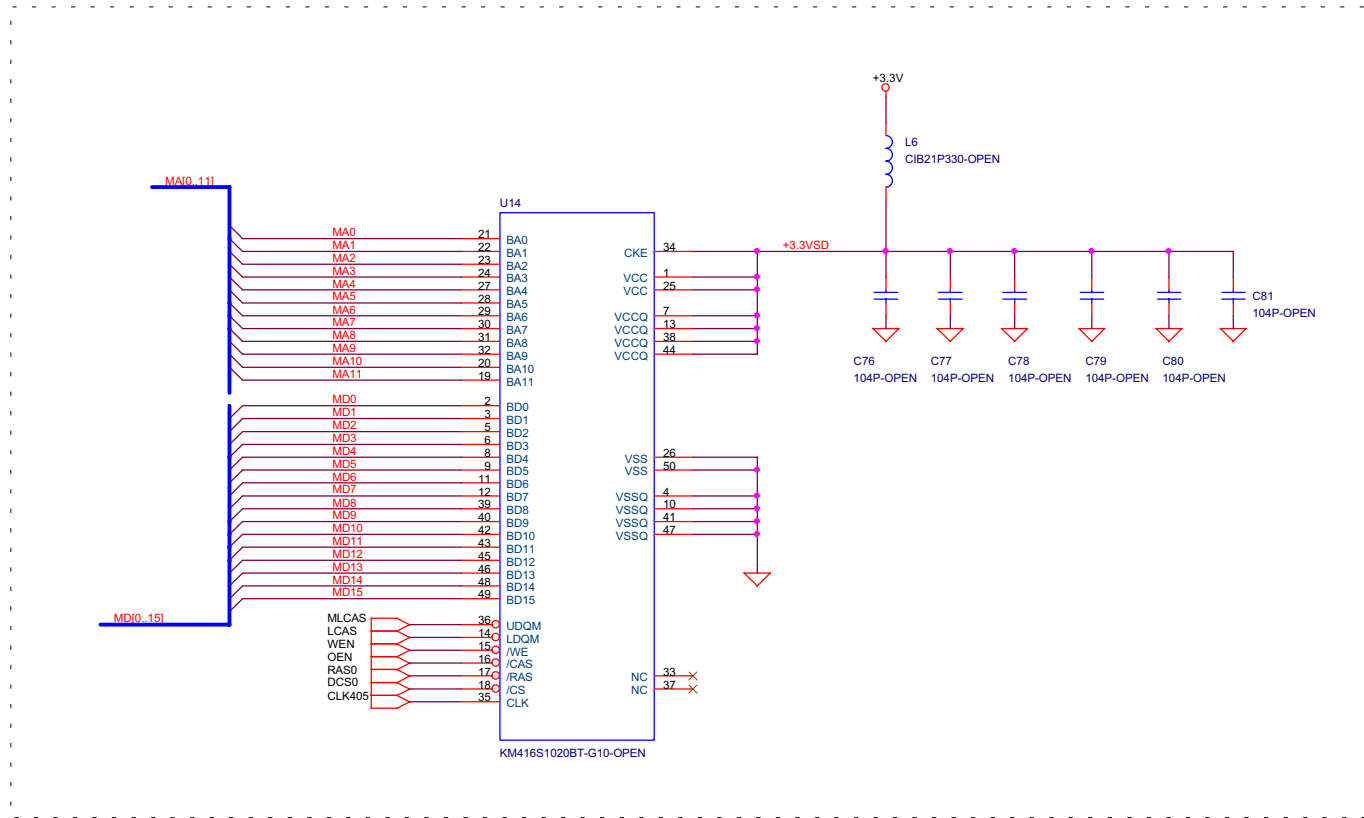 +3.3V
L6
CIB21P330-OPEN
MA[0..11]
U14
MA0 21 BA0
MA1 22 BA1
MA2 23 BA2
MA3 24 BA3
MA4 27 BA4
MA5 28 BA5
MA6 29 BA6
MA7 30 BA7
MA8 31 BA8
MA9 32 BA9
MA10 20 BA10
MA11 19 BA11
CKE 34 +3.3VSD
VCC 1
VCC 25
VCCQ 7
VCCQ 13
VCCQ 38
VCCQ 44
C81
104P-OPEN
C76 C77 C78 C79 C80
104P-OPEN 104P-OPEN 104P-OPEN 104P-OPEN 104P-OPEN
MD0 2 BD0
MD1 3 BD1
MD2 5 BD2
MD3 6 BD3
MD4 8 BD4
MD5 9 BD5
MD6 11 BD6
MD7 12 BD7
MD8 39 BD8
MD9 40 BD9
MD10 42 BD10
MD11 43 BD11
MD12 45 BD12
MD13 46 BD13
MD14 48 BD14
MD15 49 BD15
VSS 26
VSS 50
VSSQ 4
VSSQ 10
VSSQ 41
VSSQ 47
MD[0..15]
MLCAS 36 UDQM
LCAS 14 LDQM
WEN 15 /WE
OEN 16 /CAS
RAS0 17 /RAS
DCS0 18 /CS
CLK405 35 CLK
NC 33
NC 37
KM416S1020BT-G10-OPEN